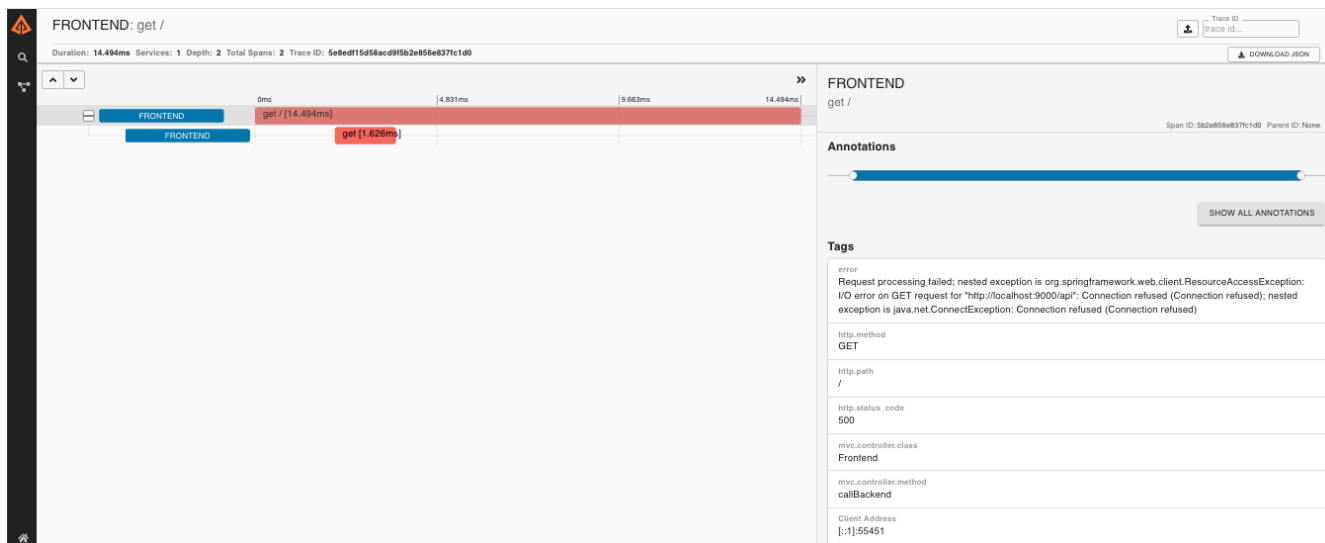 FRONTEND: get /
Trace ID
trace id...
Duration: 14.494ms Services: 1 Depth: 2 Total Spans: 2 Trace ID: 5e8edf15d58acd9f5b2e856e837fc1d0
DOWNLOAD JSON
0ms 4.831ms 9.663ms 14.494ms
FRONTEND get / [14.494ms]
FRONTEND get [1.626ms]
FRONTEND
get /
Span ID: 5b2e856e837fc1d0 Parent ID: None
Annotations
SHOW ALL ANNOTATIONS
Tags
error
Request processing failed; nested exception is org.springframework.web.client.ResourceAccessException:
I/O error on GET request for "http://localhost:9000/api": Connection refused (Connection refused); nested
exception is java.net.ConnectException: Connection refused (Connection refused)
http.method
GET
http.path
/
http.status_code
500
mvc.controller.class
Frontend
mvc.controller.method
callBackend
Client Address
[::1]:55451